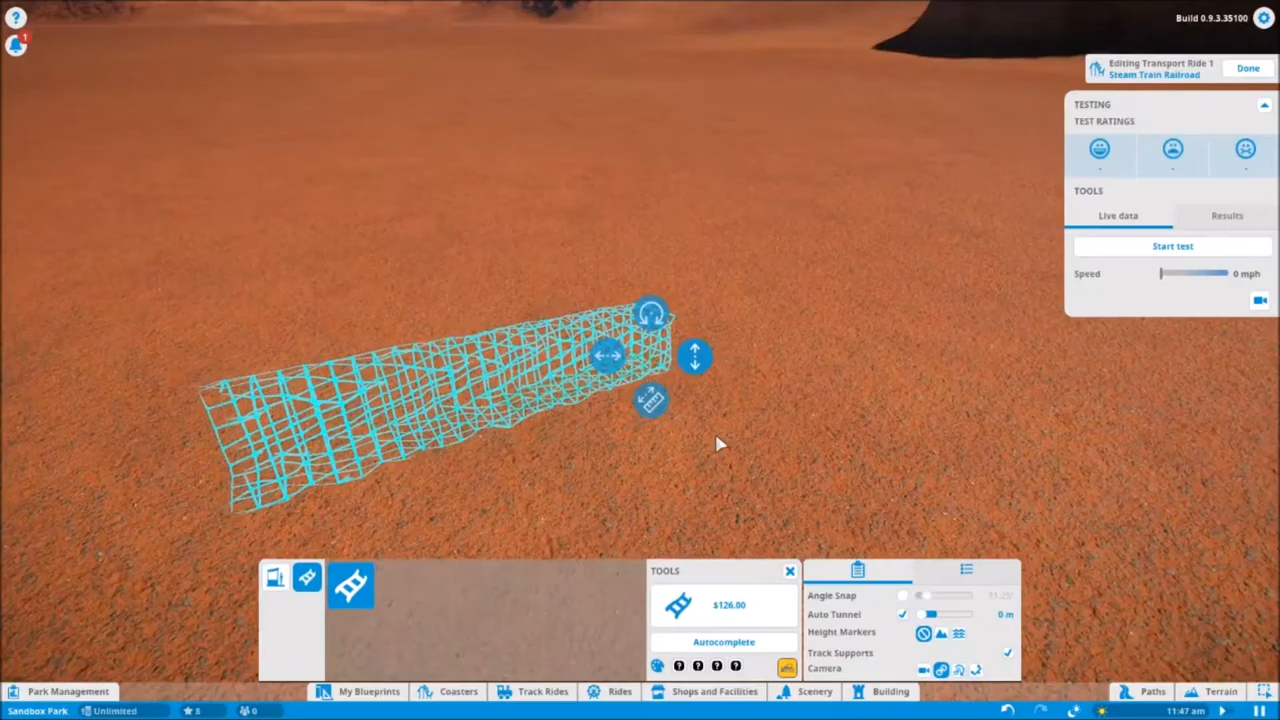 ?
1
Build 0.9.3.35100
Editing Transport Ride 1
Steam Train Railroad
Done
TESTING
TEST RATINGS
- - -
TOOLS
Live data Results
Start test
Speed 0 mph
TOOLS
$126.00
Autocomplete
? ? ? ?
Angle Snap 11.25°
Auto Tunnel 0 m
Height Markers
Track Supports
Camera
Park Management My Blueprints Coasters Track Rides Rides Shops and Facilities Scenery Building Paths Terrain
Sandbox Park Unlimited 8 0 11:47 am